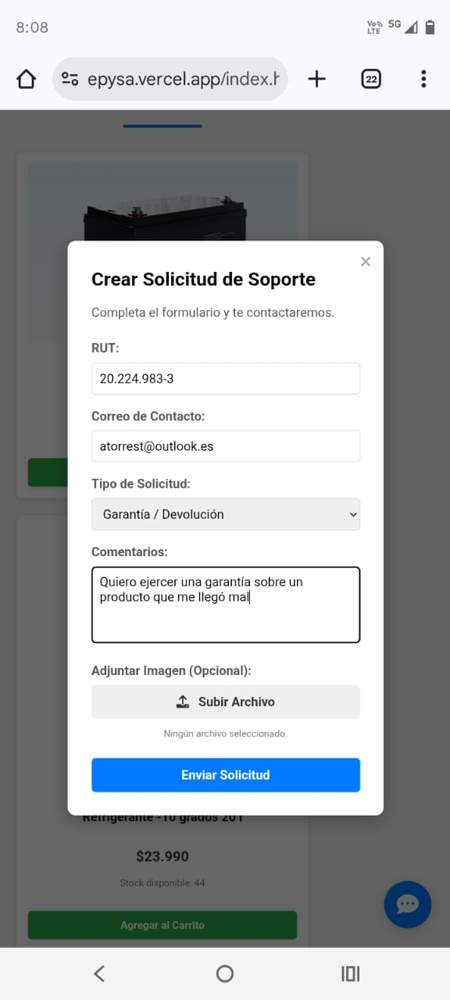 8:08
Vo LTE 5G
epysa.vercel.app/index.h
22
Crear Solicitud de Soporte
×
Completa el formulario y te contactaremos.
RUT:
20.224.983-3
Correo de Contacto:
atorrest@outlook.es
Tipo de Solicitud:
Garantía / Devolución
Comentarios:
Quiero ejercer una garantía sobre un
producto que me llegó mal
Adjuntar Imagen (Opcional):
Subir Archivo
Ningún archivo seleccionado.
Enviar Solicitud
Refrigerante -10 grados 20
$23.990
Stock disponible: 44
Agregar al Carrito